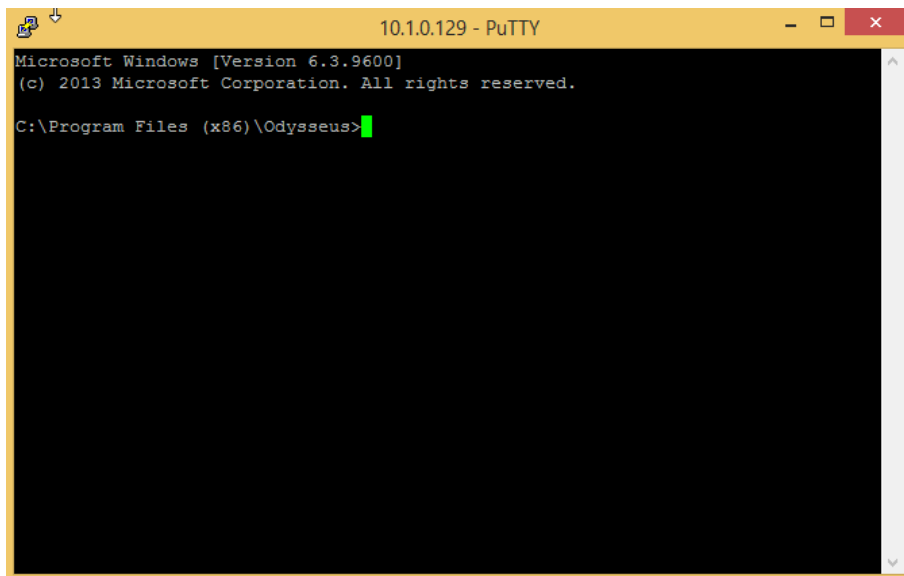 10.1.0.129 - PuTTY
Microsoft Windows [Version 6.3.9600]
(c) 2013 Microsoft Corporation. All rights reserved.
C:\Program Files (x86)\Odysseus>